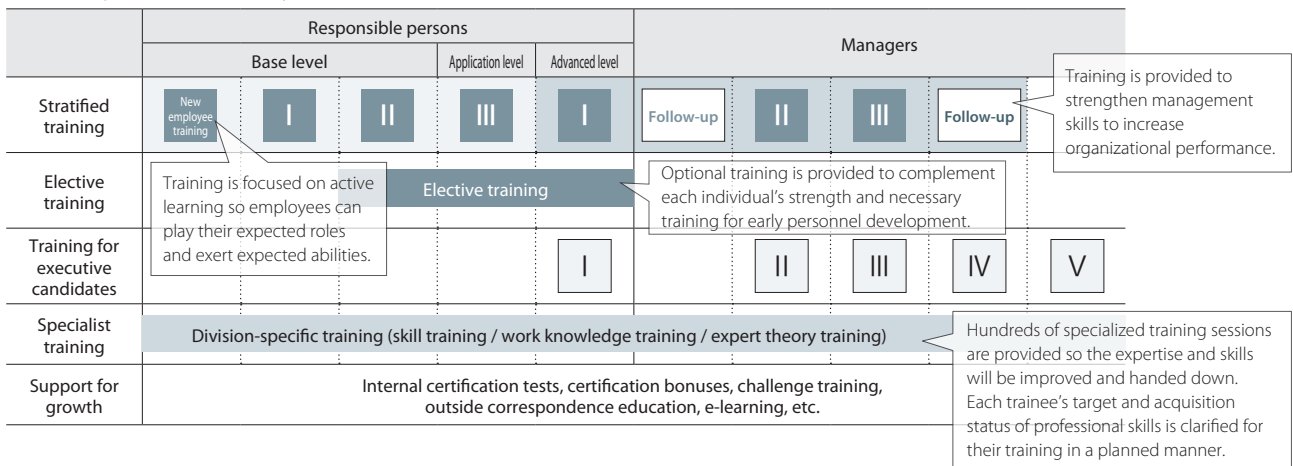 Responsible persons
Managers
Base level
Application level
Advanced level
Stratified
training
New
employee
training
I
II
III
I
Follow-up
II
III
Follow-up
Training is provided to
strengthen management
skills to increase
organizational performance.
Elective
training
Training is focused on active
learning so employees can
play their expected roles
and exert expected abilities.
Elective training
Optional training is provided to complement
each individual's strength and necessary
training for early personnel development.
Training for
executive
candidates
I
II
III
IV
V
Specialist
training
Division-specific training (skill training / work knowledge training / expert theory training)
Hundreds of specialized training sessions
are provided so the expertise and skills
will be improved and handed down.
Each trainee's target and acquisition
status of professional skills is clarified for
their training in a planned manner.
Support for
growth
Internal certification tests, certification bonuses, challenge training,
outside correspondence education, e-learning, etc.